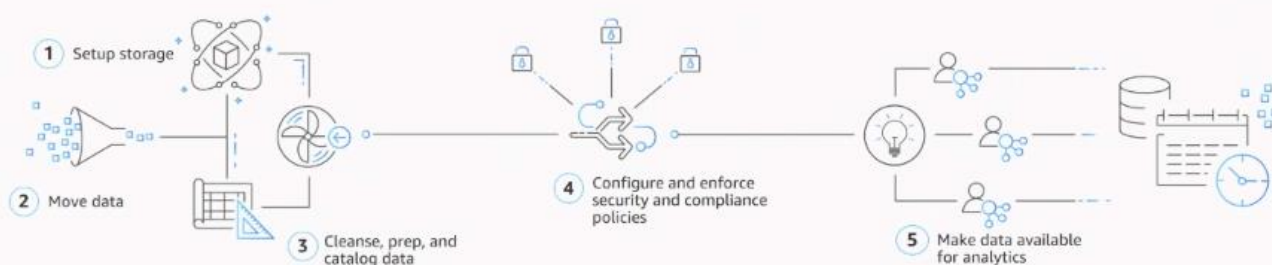 1 Setup storage
2 Move data
3 Cleanse, prep, and
catalog data
4 Configure and enforce
security and compliance
policies
5 Make data available
for analytics